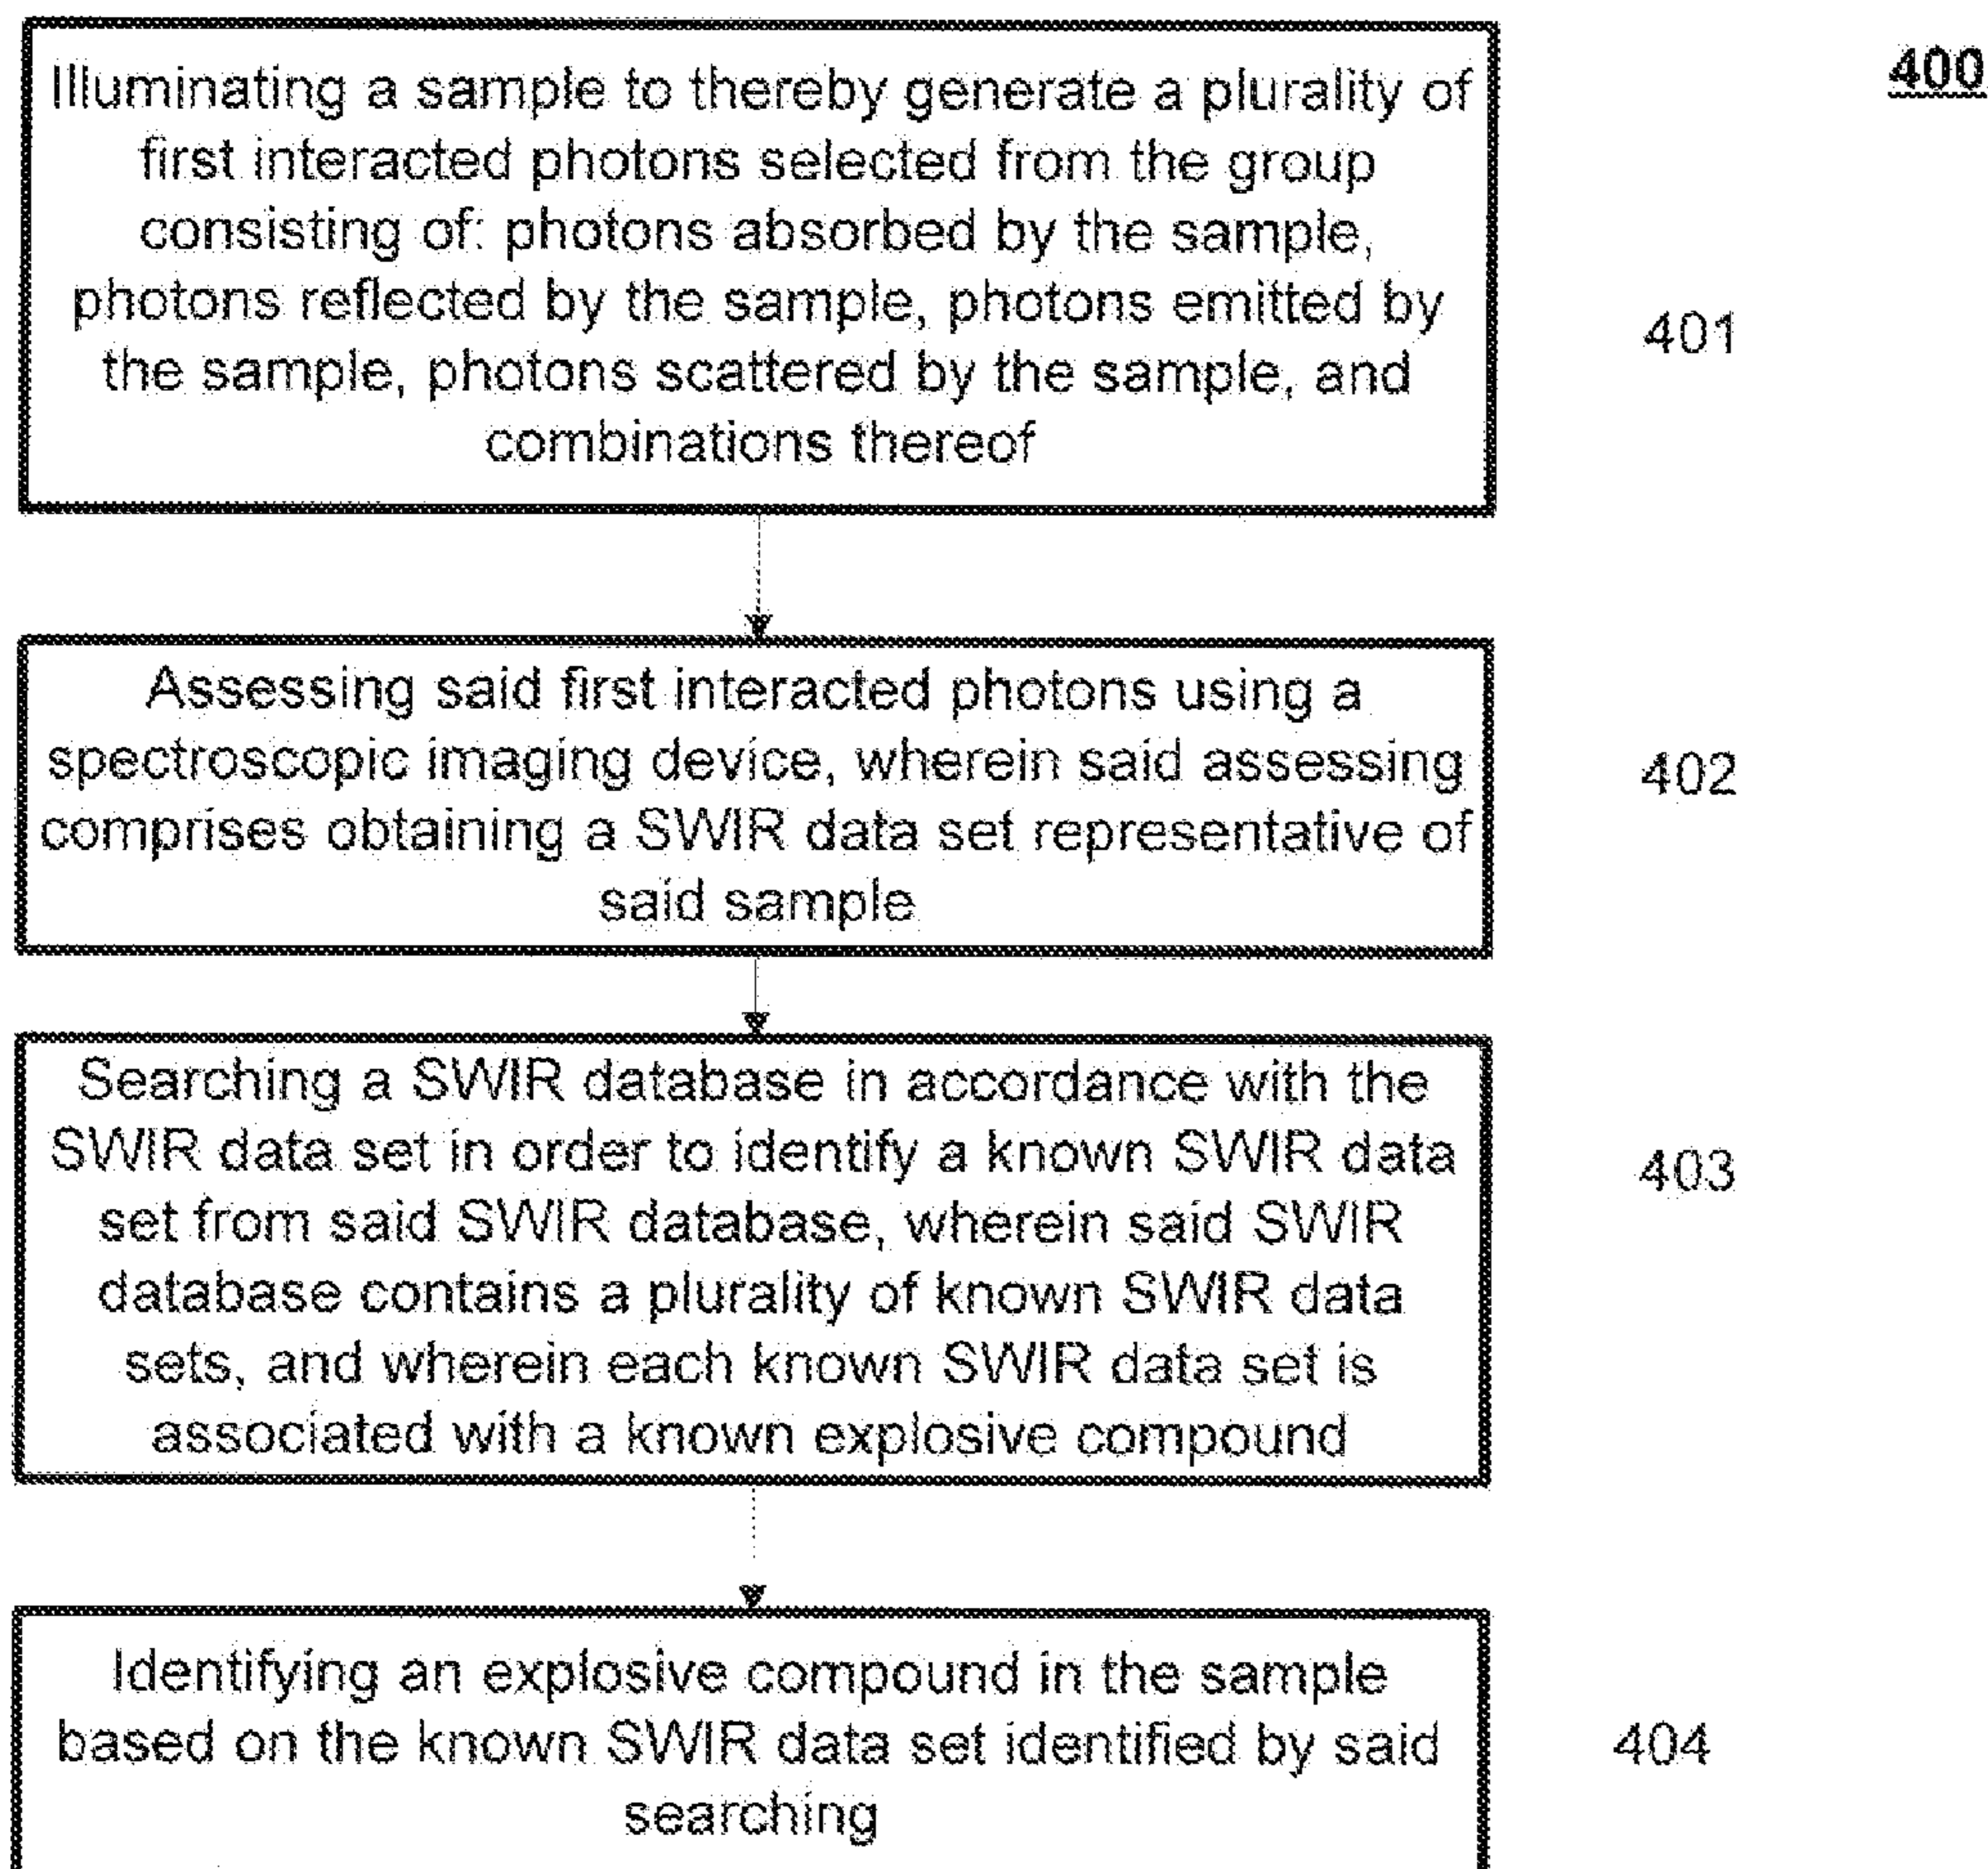 400
Illuminating a sample to thereby generate a plurality of
first interacted photons selected from the group
consisting of: photons absorbed by the sample,
photons reflected by the sample, photons emitted by
the sample, photons scattered by the sample, and
combinations thereof
401
Assessing said first interacted photons using a
spectroscopic imaging device, wherein said assessing
comprises obtaining a SWIR data set representative of
said sample
402
Searching a SWIR database in accordance with the
SWIR data set in order to identify a known SWIR data
set from said SWIR database, wherein said SWIR
database contains a plurality of known SWIR data
sets, and wherein each known SWIR data set is
associated with a known explosive compound
403
Identifying an explosive compound in the sample
based on the known SWIR data set identified by said
searching
404